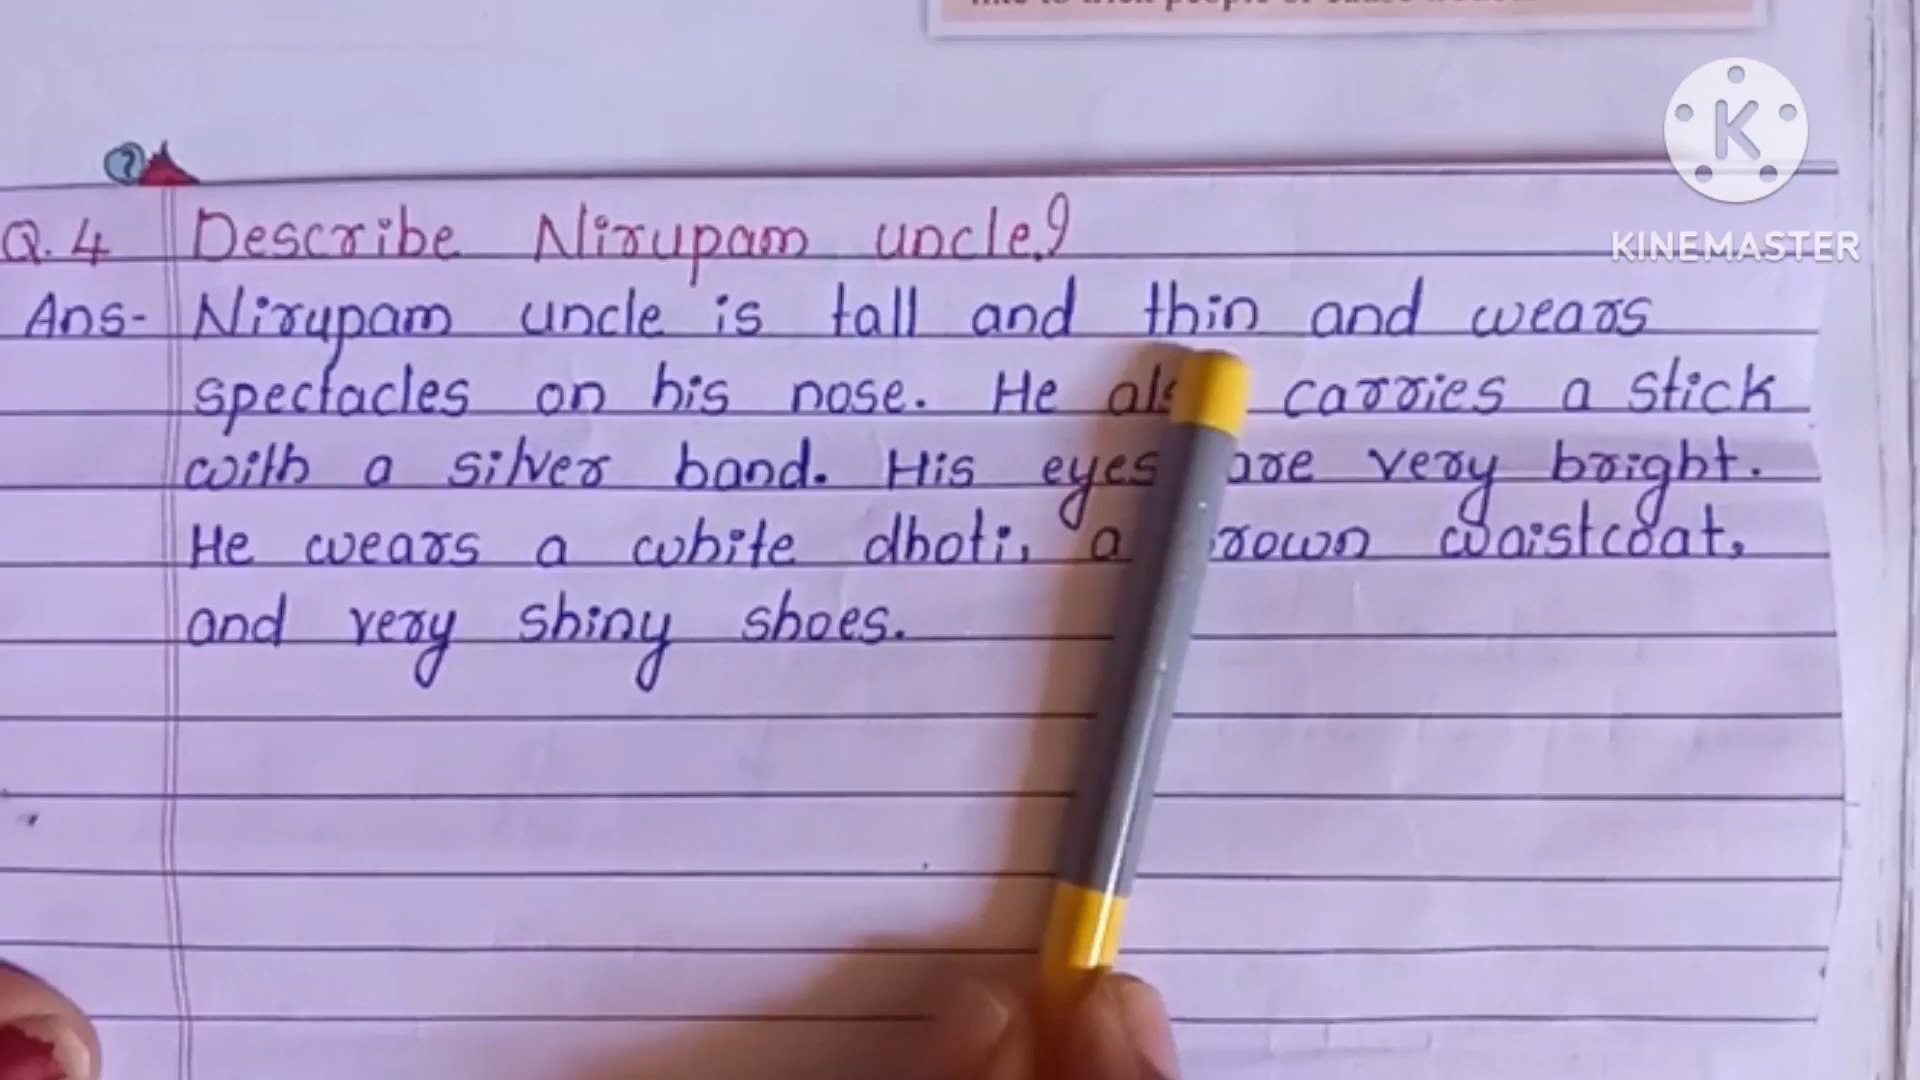 K
KINEMASTER
?
Q.4 Describe Nirupam uncle.?
Ans- Nirupam uncle is tall and thin and wears
spectacles on his nose. He carries a stick
with a silver band. His eyes are very bright.
He wears a white dhoti, a waistcoat,
and very shiny shoes.